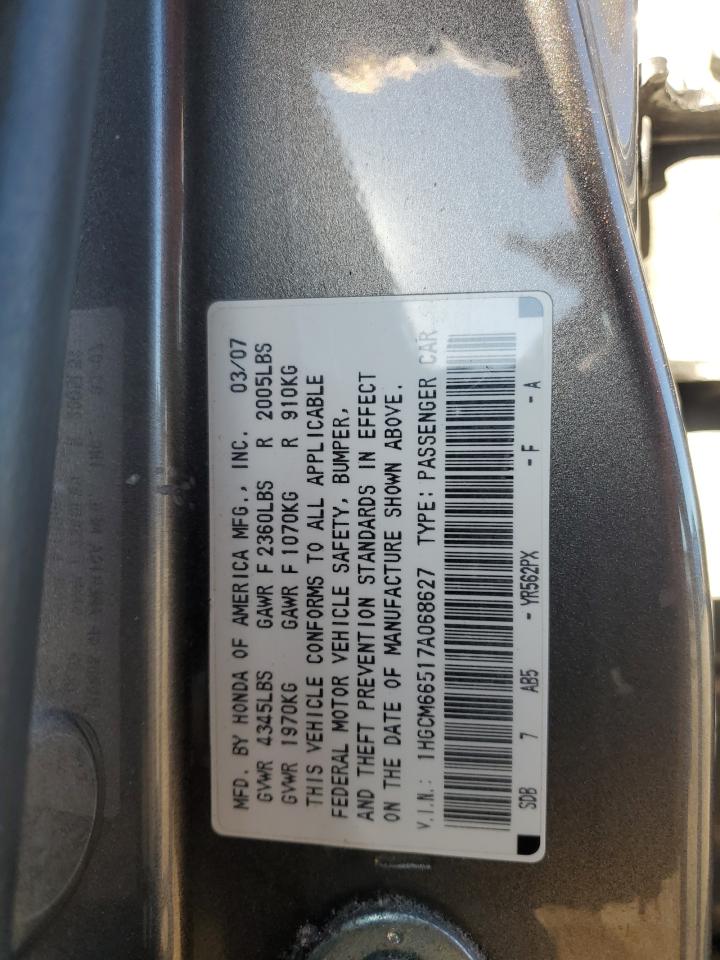 MFD. BY HONDA OF AMERICA MFG., INC. 03/07
GVWR 4345LBS GAWR F 2360LBS R 2005LBS
GVWR 1970KG GAWR F 1070KG R 910KG
THIS VEHICLE CONFORMS TO ALL APPLICABLE
FEDERAL MOTOR VEHICLE SAFETY, BUMPER,
AND THEFT PREVENTION STANDARDS IN EFFECT
ON THE DATE OF MANUFACTURE SHOWN ABOVE.
V.I.N.: 1HGCM66517A068627 TYPE: PASSENGER CAR
SDB 7 AB5 - YR562PX - F - A